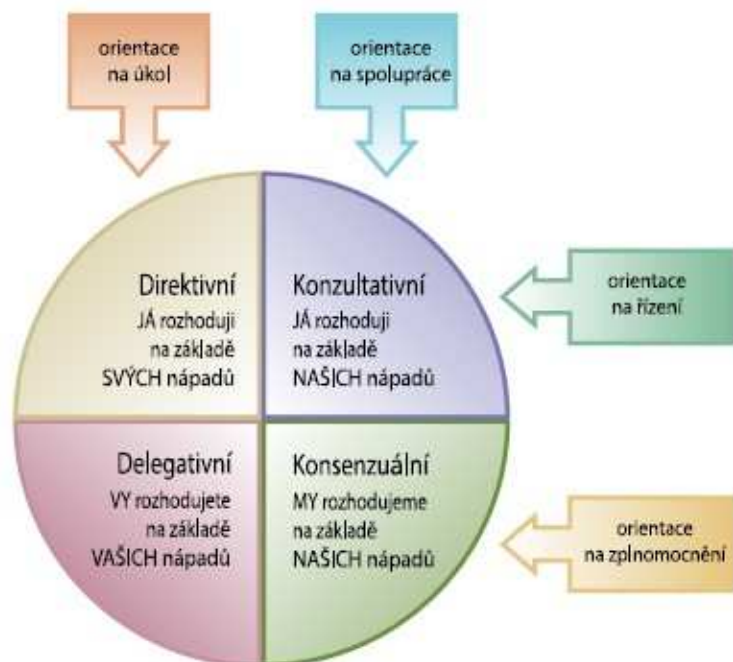 orientace
na úkol
orientace
na spolupráce
Direktivní
JÁ rozhoduji
na základě
SVÝCH nápadů
Konzultativní
JÁ rozhoduji
na základě
NAŠICH nápadů
orientace
na řízení
Delegativní
VY rozhodujete
na základě
VAŠICH nápadů
Konsenzuální
MY rozhodujeme
na základě
NAŠICH nápadů
orientace
na zplnomocnění